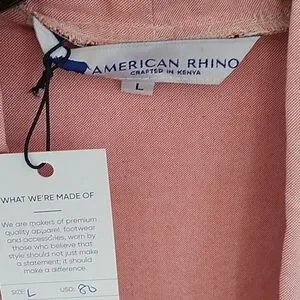 AMERICAN RHINO
CRAFTED IN KENYA
L
WHAT WE'RE MADE OF
We are makers of premium
quality apparel, footwear
and accessories, worn by
those who believe that
style should not just make
a statement; it should
make a difference.
SIZE: L USD: 80